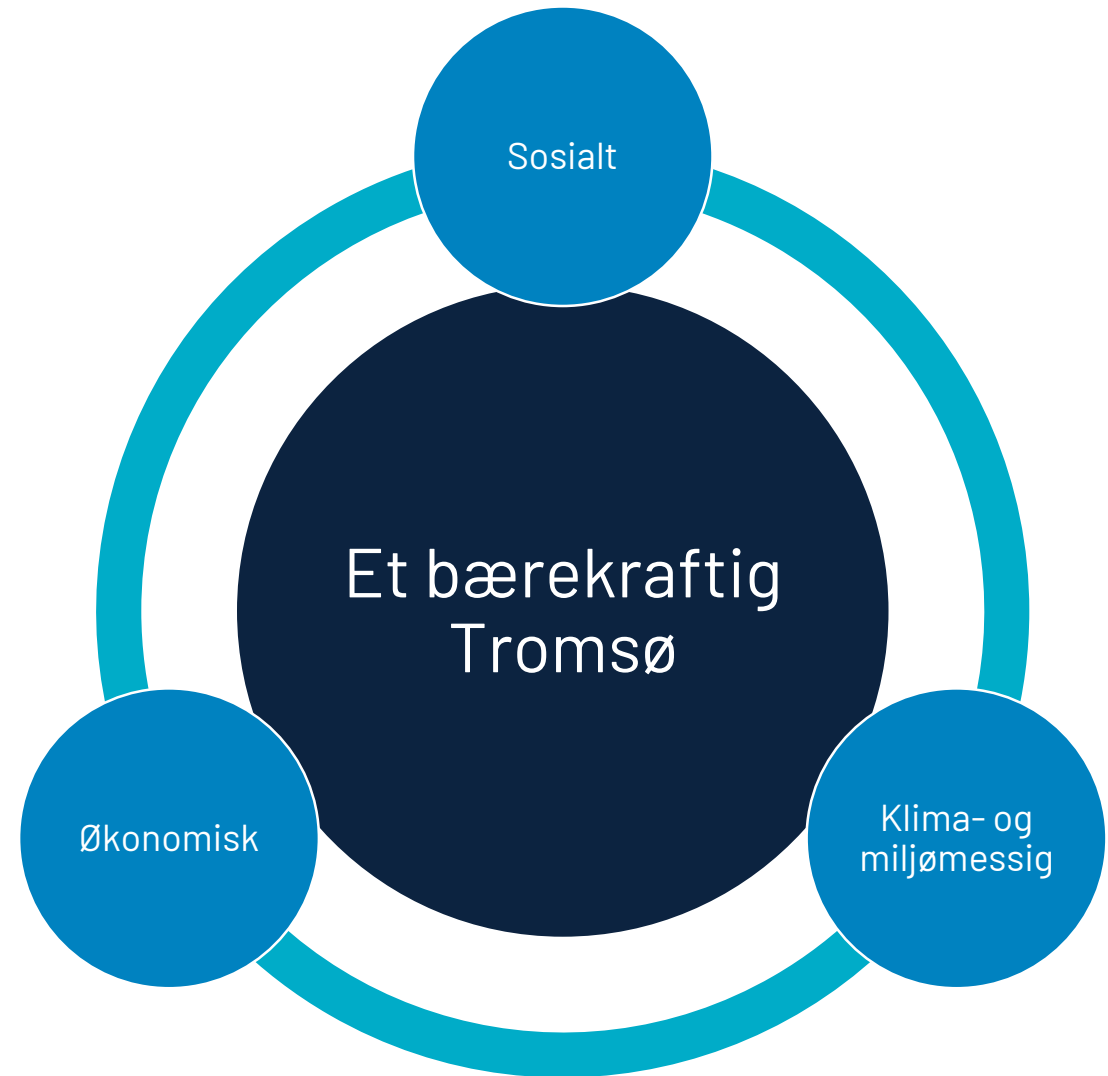 Sosialt
Et bærekraftig
Tromsø
Økonomisk
Klima- og
miljømessig